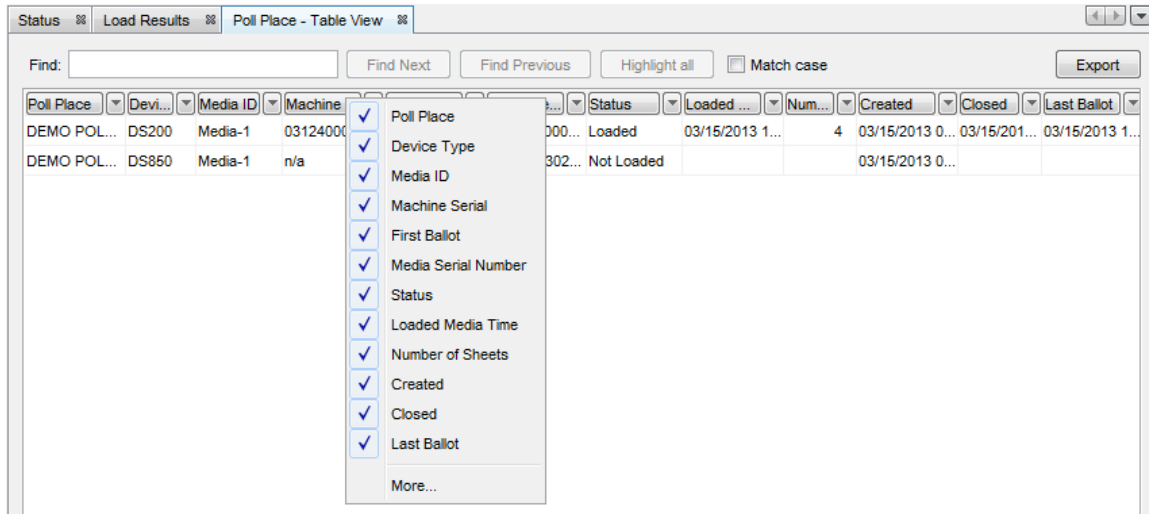 Status Load Results Poll Place - Table View
Find: Find Next Find Previous Highlight all Match case Export
Poll Place Devi... Media ID Machine e... Status Loaded ... Num... Created Closed Last Ballot
DEMO POL... DS200 Media-1 03124000 000... Loaded 03/15/2013 1... 4 03/15/2013 0... 03/15/201... 03/15/2013 1...
DEMO POL... DS850 Media-1 n/a 302... Not Loaded 03/15/2013 0...
Poll Place
Device Type
Media ID
Machine Serial
First Ballot
Media Serial Number
Status
Loaded Media Time
Number of Sheets
Created
Closed
Last Ballot
More...